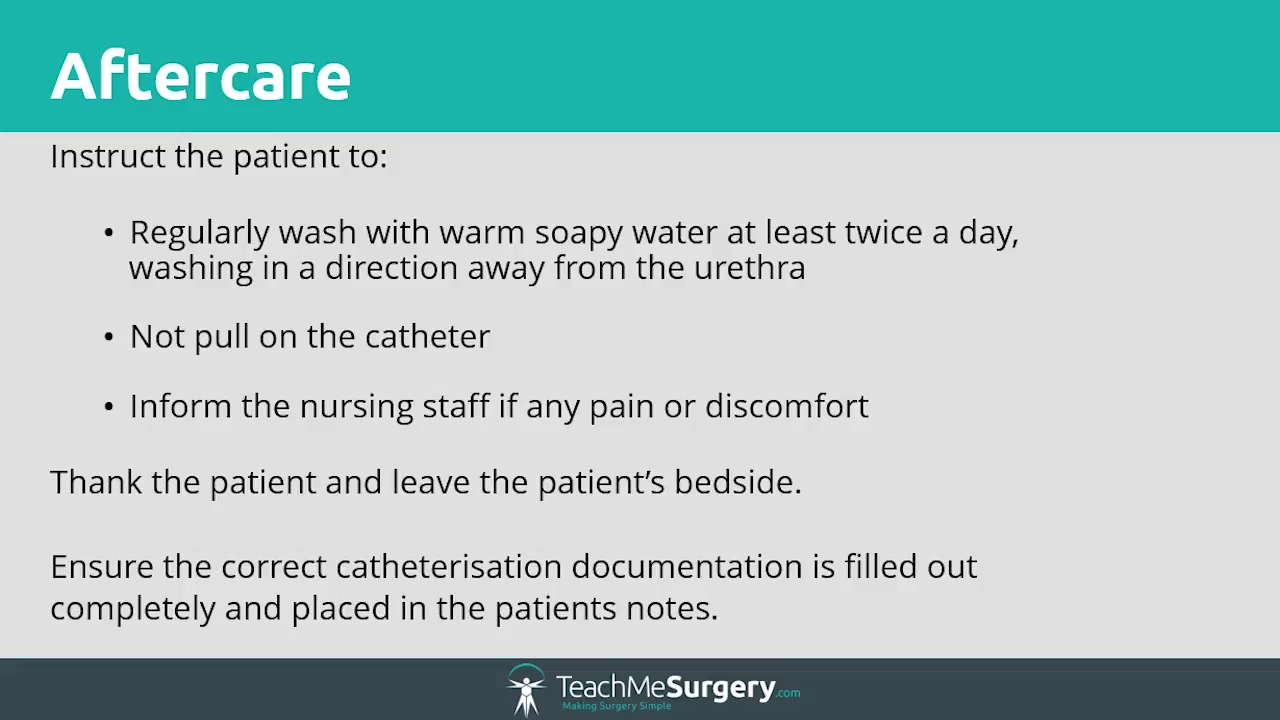 Aftercare
Instruct the patient to:
• Regularly wash with warm soapy water at least twice a day,
washing in a direction away from the urethra
• Not pull on the catheter
• Inform the nursing staff if any pain or discomfort
Thank the patient and leave the patient’s bedside.
Ensure the correct catheterisation documentation is filled out
completely and placed in the patients notes.
TeachMeSurgery.com
Making Surgery Simple